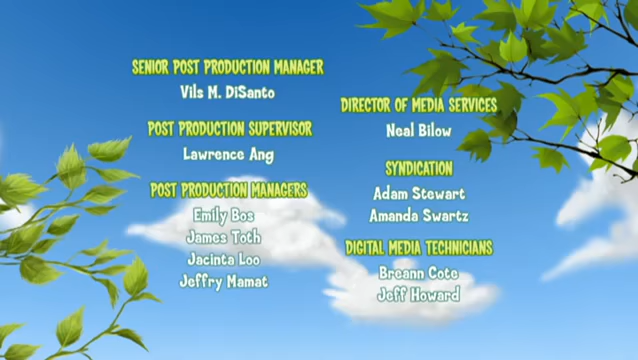 SENIOR POST PRODUCTION MANAGER
Vils M. DiSanto
POST PRODUCTION SUPERVISOR
Lawrence Ang
POST PRODUCTION MANAGERS
Emily Bos
James Toth
Jacinta Loo
Jeffry Mamat
DIRECTOR OF MEDIA SERVICES
Neal Bilow
SYNDICATION
Adam Stewart
Amanda Swartz
DIGITAL MEDIA TECHNICIANS
Breann Cote
Jeff Howard